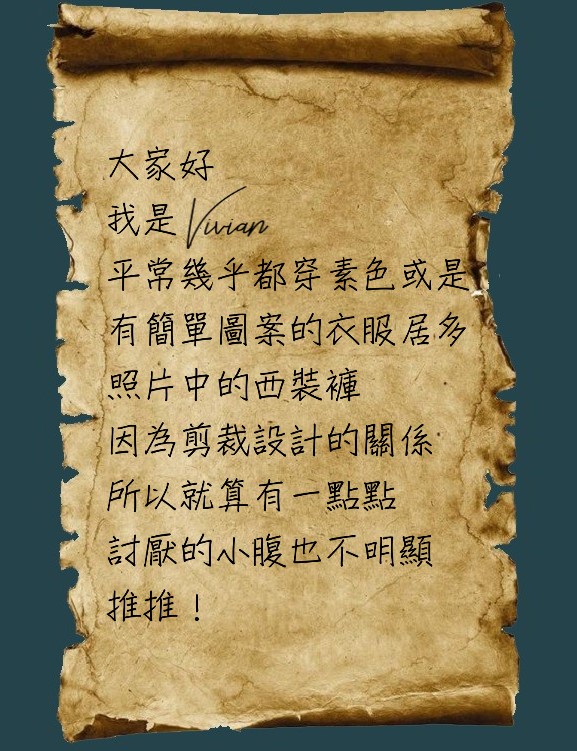 大家好
我是Vivian
平常幾乎都穿素色或是
有簡單圖案的衣服居多
照片中的西裝褲
因為剪裁設計的關係
所以就算有一點點
討厭的小腹也不明顯
推推！